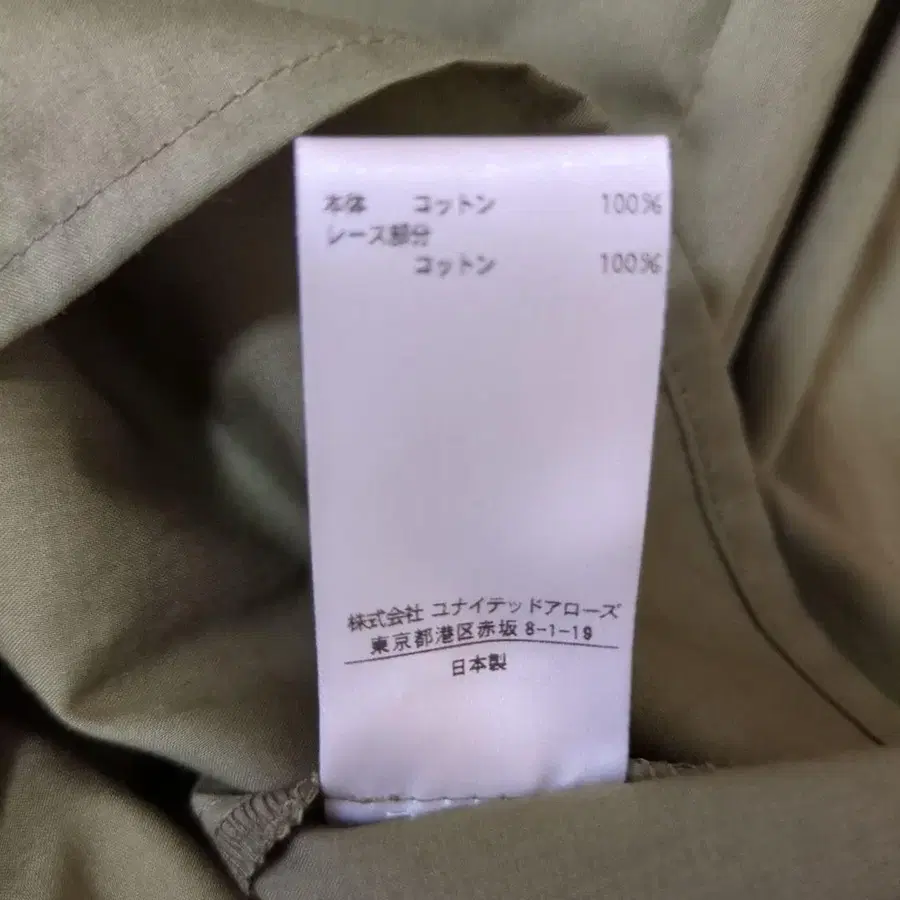 本体 コットン 100%
レース部分
コットン 100%
株式会社 ユナイテッドアローズ
東京都港区赤坂 8-1-19
日本製